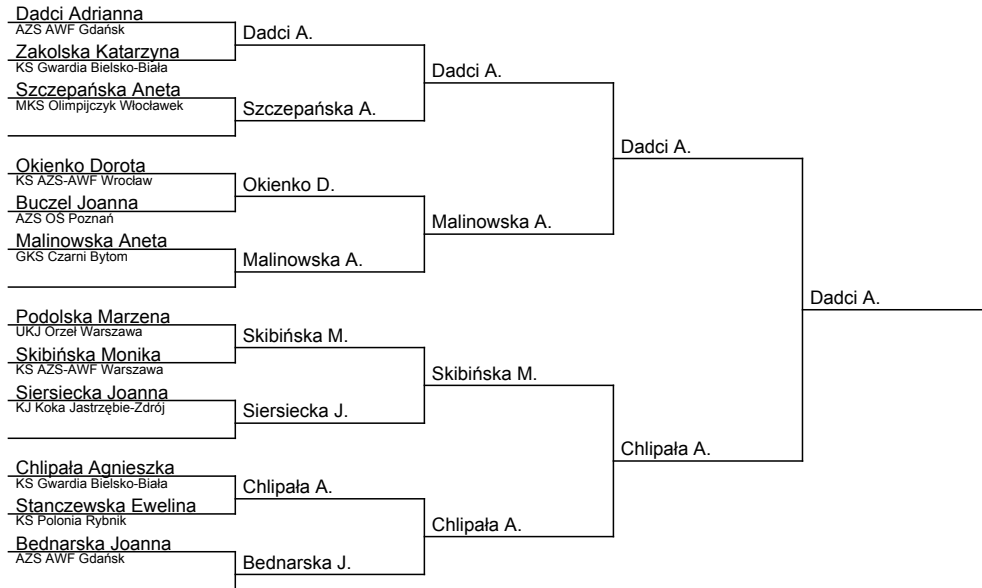 Dadci Adrianna
AZS AWF Gdańsk
Dadci A.
Zakolska Katarzyna
KS Gwardia Bielsko-Biała
Dadci A.
Szczepańska Aneta
MKS Olimpijczyk Włocławek
Szczepańska A.
Dadci A.
Okienko Dorota
KS AZS-AWF Wrocław
Okienko D.
Buczel Joanna
AZS OŚ Poznań
Malinowska A.
Malinowska Aneta
GKS Czarni Bytom
Malinowska A.
Dadci A.
Podolska Marzena
UKJ Orzeł Warszawa
Skibińska M.
Skibińska Monika
KS AZS-AWF Warszawa
Skibińska M.
Siersiecka Joanna
KJ Koka Jastrzębie-Zdrój
Siersiecka J.
Chlipała A.
Chlipała Agnieszka
KS Gwardia Bielsko-Biała
Chlipała A.
Stanczewska Ewelina
KS Polonia Rybnik
Chlipała A.
Bednarska Joanna
AZS AWF Gdańsk
Bednarska J.